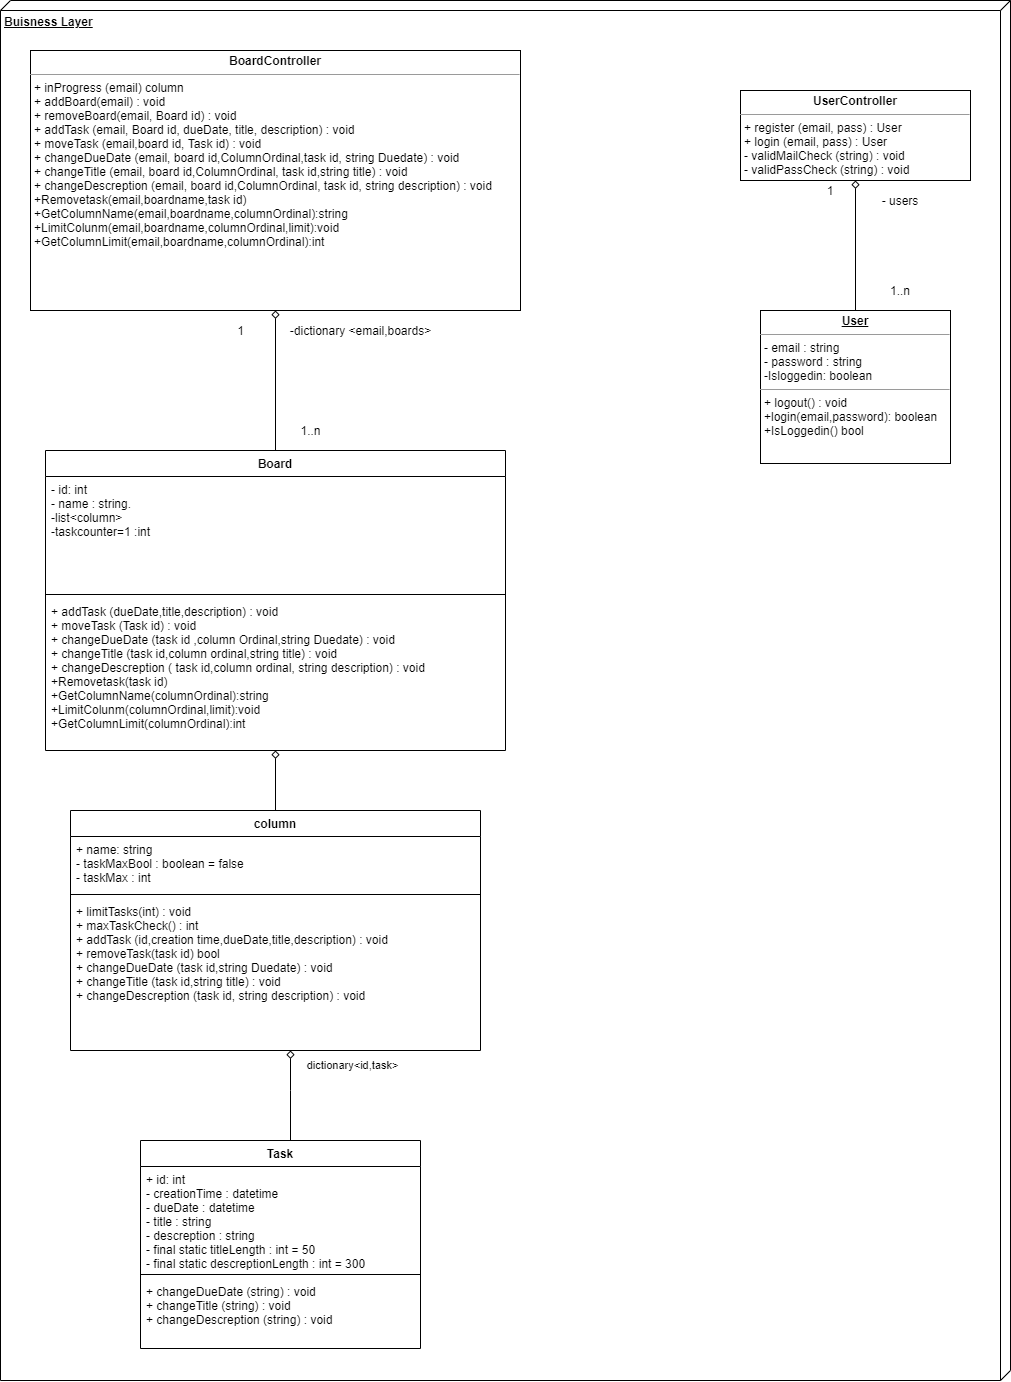 Buisness Layer
BoardController
+ inProgress (email) column
+ addBoard(email) : void
+ removeBoard(email, Board id) : void
+ addTask (email, Board id, dueDate, title, description) : void
+ moveTask (email,board id, Task id) : void
+ changeDueDate (email, board id,ColumnOrdinal,task id, string Duedate) : void
+ changeTitle (email, board id,ColumnOrdinal, task id,string title) : void
+ changeDescreption (email, board id,ColumnOrdinal, task id, string description) : void
+Removetask(email,boardname,task id)
+GetColumnName(email,boardname,columnOrdinal):string
+LimitColunm(email,boardname,columnOrdinal,limit):void
+GetColumnLimit(email,boardname,columnOrdinal):int
1
-dictionary <email,boards>
1..n
UserController
+ register (email, pass) : User
+ login (email, pass) : User
- validMailCheck (string) : void
- validPassCheck (string) : void
1
- users
1..n
User
- email : string
- password : string
-Isloggedin: boolean
+ logout() : void
+login(email,password): boolean
+IsLoggedin() bool
Board
- id: int
- name : string.
-list<column>
-taskcounter=1 :int
+ addTask (dueDate,title,description) : void
+ moveTask (Task id) : void
+ changeDueDate (task id ,column Ordinal,string Duedate) : void
+ changeTitle (task id,column ordinal,string title) : void
+ changeDescreption ( task id,column ordinal, string description) : void
+Removetask(task id)
+GetColumnName(columnOrdinal):string
+LimitColunm(columnOrdinal,limit):void
+GetColumnLimit(columnOrdinal):int
column
+ name: string
- taskMaxBool : boolean = false
- taskMax : int
+ limitTasks(int) : void
+ maxTaskCheck() : int
+ addTask (id,creation time,dueDate,title,description) : void
+ removeTask(task id) bool
+ changeDueDate (task id,string Duedate) : void
+ changeTitle (task id,string title) : void
+ changeDescreption (task id, string description) : void
dictionary<id,task>
Task
+ id: int
- creationTime : datetime
- dueDate : datetime
- title : string
- descreption : string
- final static titleLength : int = 50
- final static descreptionLength : int = 300
+ changeDueDate (string) : void
+ changeTitle (string) : void
+ changeDescreption (string) : void